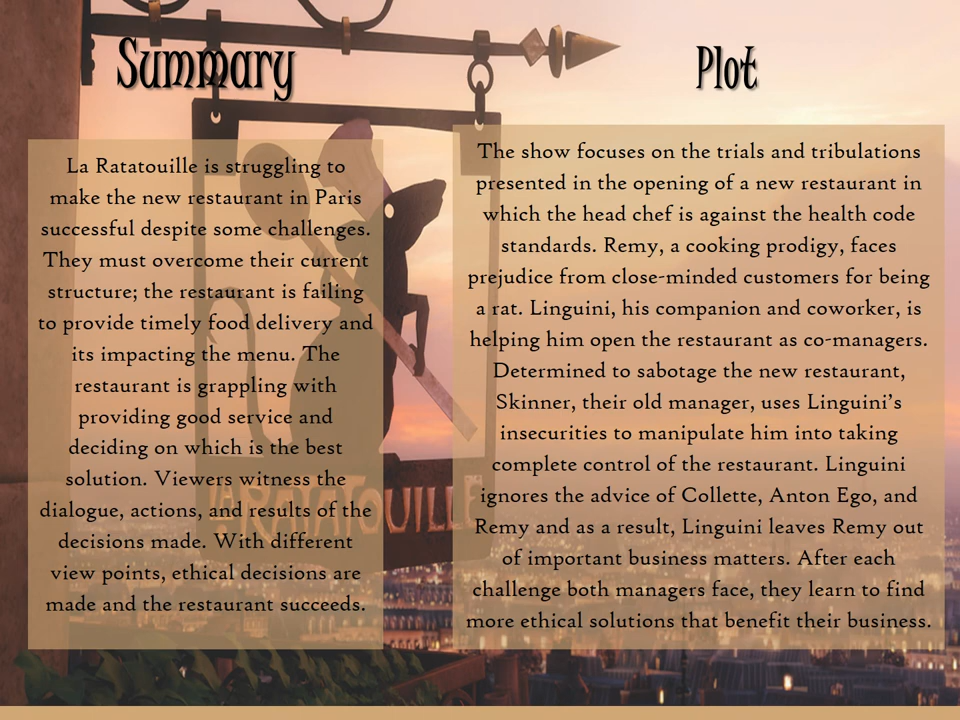 Summary
La Ratatouille is struggling to
make the new restaurant in Paris
successful despite some challenges.
They must overcome their current
structure; the restaurant is failing
to provide timely food delivery and
its impacting the menu. The
restaurant is grappling with
providing good service and
deciding on which is the best
solution. Viewers witness the
dialogue, actions, and results of the
decisions made. With different
view points, ethical decisions are
made and the restaurant succeeds.
Plot
The show focuses on the trials and tribulations
presented in the opening of a new restaurant in
which the head chef is against the health code
standards. Remy, a cooking prodigy, faces
prejudice from close-minded customers for being
a rat. Linguini, his companion and coworker, is
helping him open the restaurant as co-managers.
Determined to sabotage the new restaurant,
Skinner, their old manager, uses Linguini's
insecurities to manipulate him into taking
complete control of the restaurant. Linguini
ignores the advice of Collette, Anton Ego, and
Remy and as a result, Linguini leaves Remy out
of important business matters. After each
challenge both managers face, they learn to find
more ethical solutions that benefit their business.
LA
RATATOUILLE